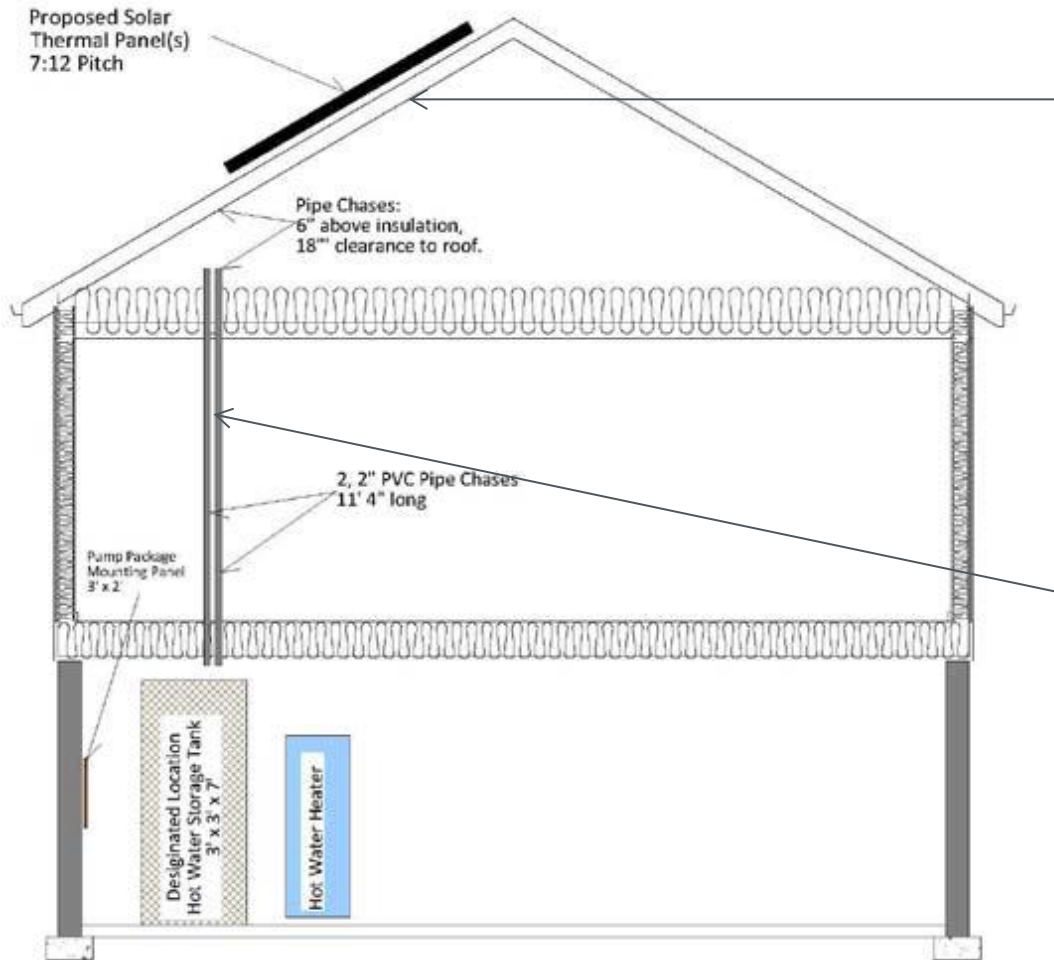 Proposed Solar
Thermal Panel(s)
7:12 Pitch
Pipe Chases:
6" above insulation,
18"" clearance to roof.
2, 2" PVC Pipe Chases
11' 4" long
Pump Package
Mounting Panel
3' x 2'
Desiginated Location
Hot Water Storage Tank
3' x 3' x 7'
Hot Water Heater